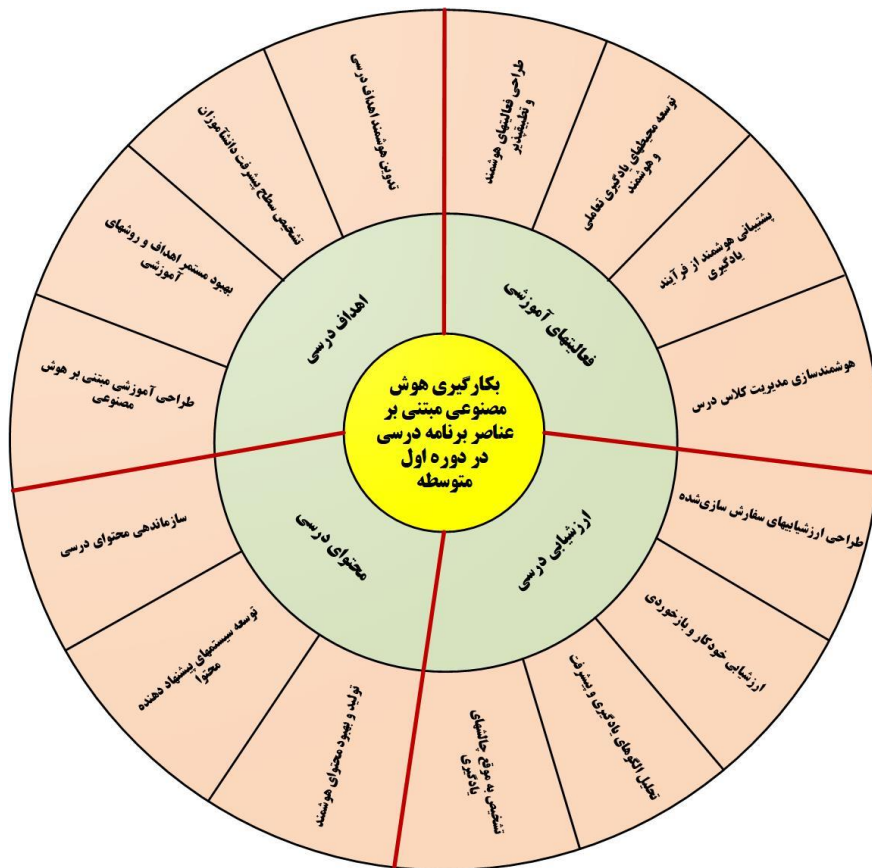 بکارگیری هوش
مصنوعی مبتنی بر
عناصر برنامه درسی
در دوره اول
متوسطه
اهداف درسی
تدوین هوشمند اهداف درسی
تشخیص سطح پیشرفت دانش‌آموزان
بهبود مستمر اهداف و روشهای
آموزشی
طراحی آموزشی مبتنی بر هوش
مصنوعی
فعالیتهای آموزشی
طراحی فعالیتهای هوشمند
و تطبیقپذیر
توسعه محیطهای یادگیری تعاملی
و هوشمند
پشتیبانی هوشمند از فرآیند
یادگیری
هوشمندسازی مدیریت کلاس درس
ارزشیابی درسی
طراحی ارزشیابیهای سفارش سازی‌شده
ارزشیابی خودکار و بازخوردی
تحلیل الگوهای یادگیری و پیشرفت
تشخیص به موقع چالشهای
یادگیری
محتوای درسی
تولید و بهبود محتوای هوشمند
توسعه سیستمهای پیشنهاد دهنده
محتوا
سازماندهی محتوای درسی